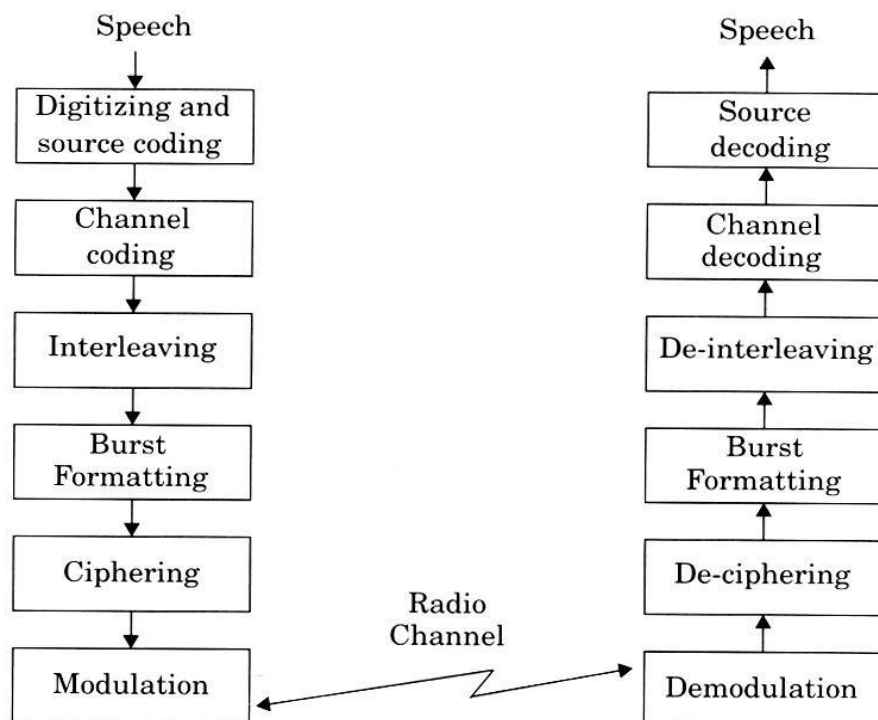 Speech
Digitizing and
source coding
Channel
coding
Interleaving
Burst
Formatting
Ciphering
Modulation
Radio
Channel
Speech
Source
decoding
Channel
decoding
De-interleaving
Burst
Formatting
De-ciphering
Demodulation